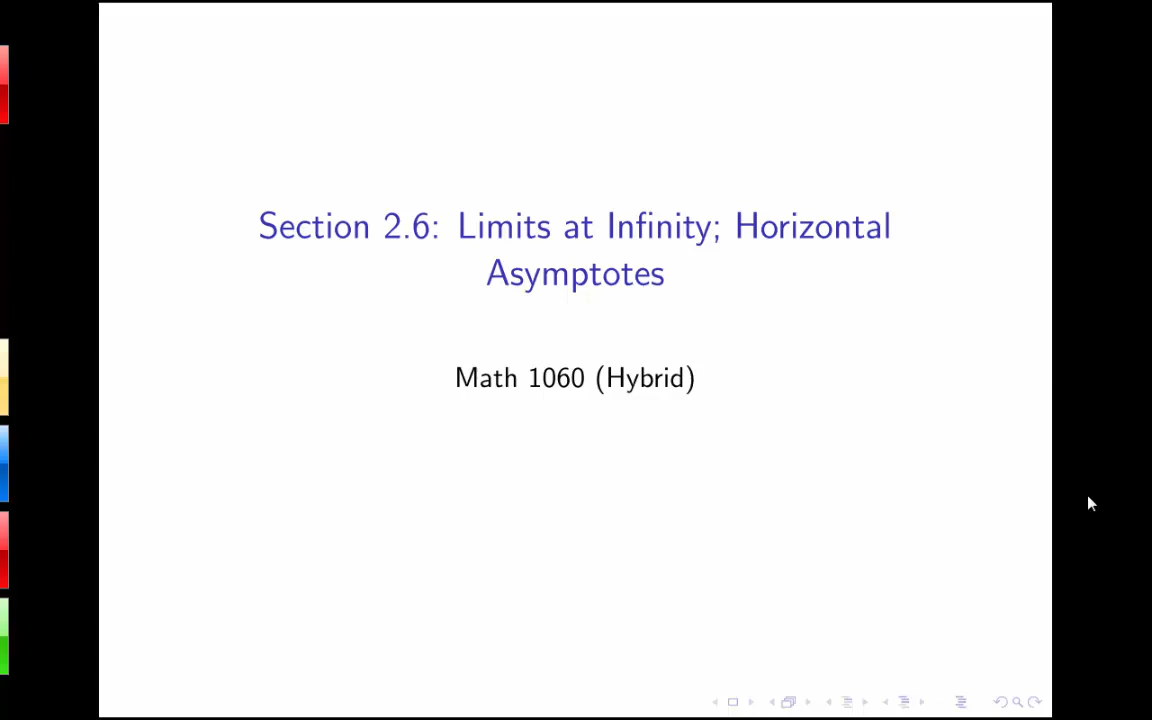 Section 2.6: Limits at Infinity; Horizontal
Asymptotes
Math 1060 (Hybrid)